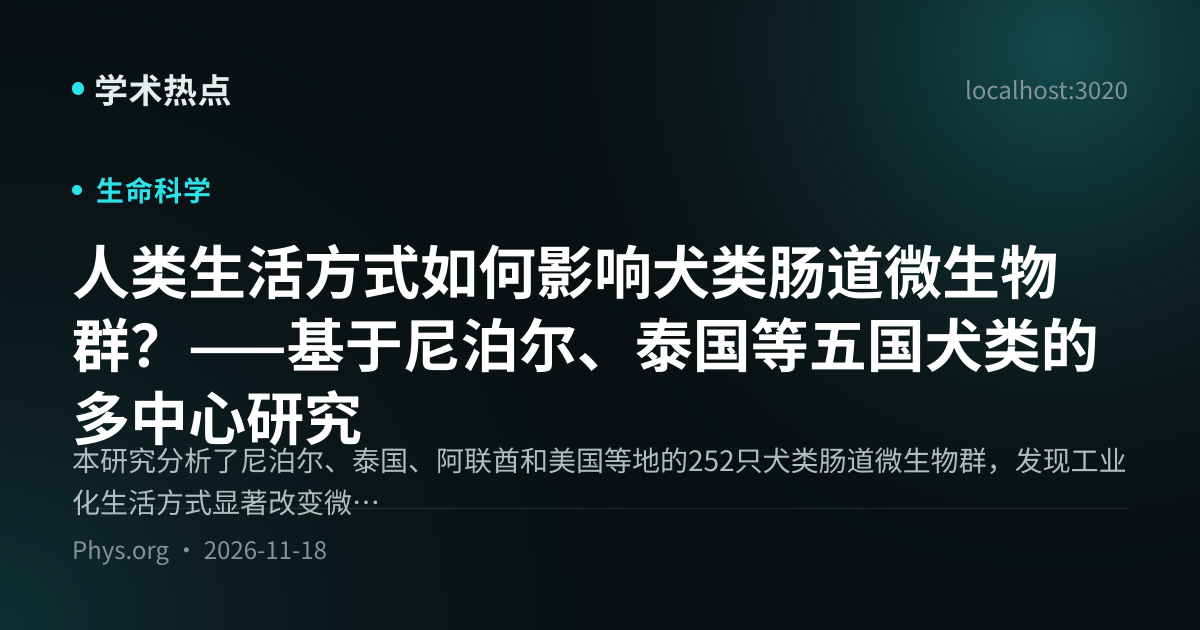 学术热点
localhost:3020
生命科学
人类生活方式如何影响犬类肠道微生物
群？——基于尼泊尔、泰国等五国犬类的
多中心研究
本研究分析了尼泊尔、泰国、阿联酋和美国等地的252只犬类肠道微生物群，发现工业
化生活方式显著改变微…
Phys.org · 2026-11-18